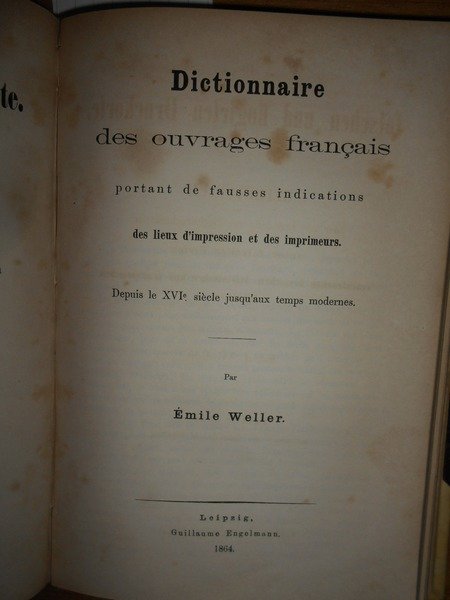 te.
Dictionnaire
des ouvrages français
portant de fausses indications
des lieux d'impression et des imprimeurs.
Depuis le XVIe siècle jusqu'aux temps modernes.
Par
Émile Weller.
Leipzig,
Guillaume Engelmann.
1864.